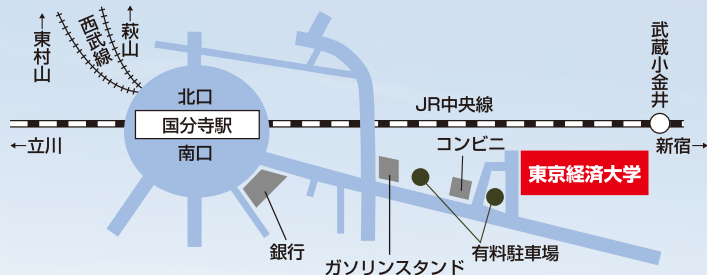 ←東村山
西武線
←萩山
武蔵小金井
北口
国分寺駅
南口
JR中央線
←立川
新宿→
コンビニ
東京経済大学
銀行
ガソリンスタンド
有料駐車場